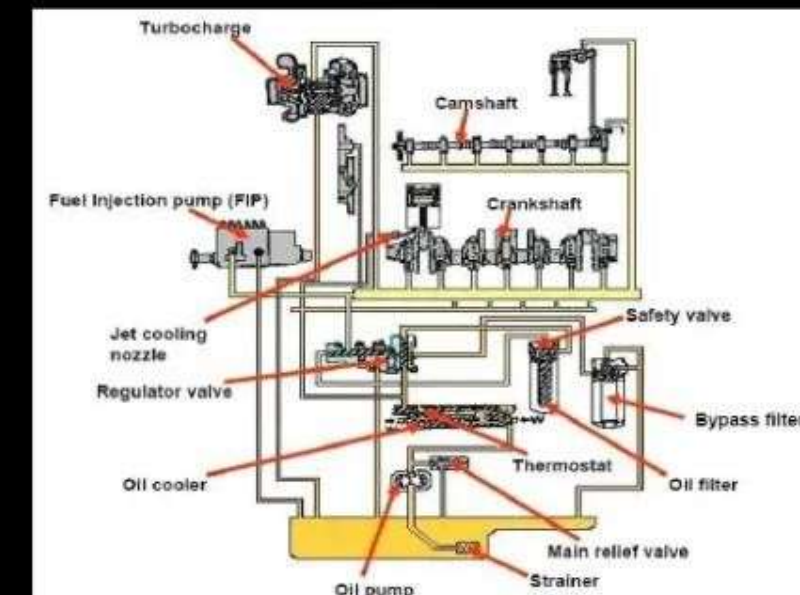 Turbocharge
Camshaft
Fuel Injection pump (FIP)
Crankshaft
Jet cooling
nozzle
Safety valve
Regulator valve
Bypass filter
Thermostat
Oil cooler
Oil filter
Main relief valve
Strainer
Oil pump